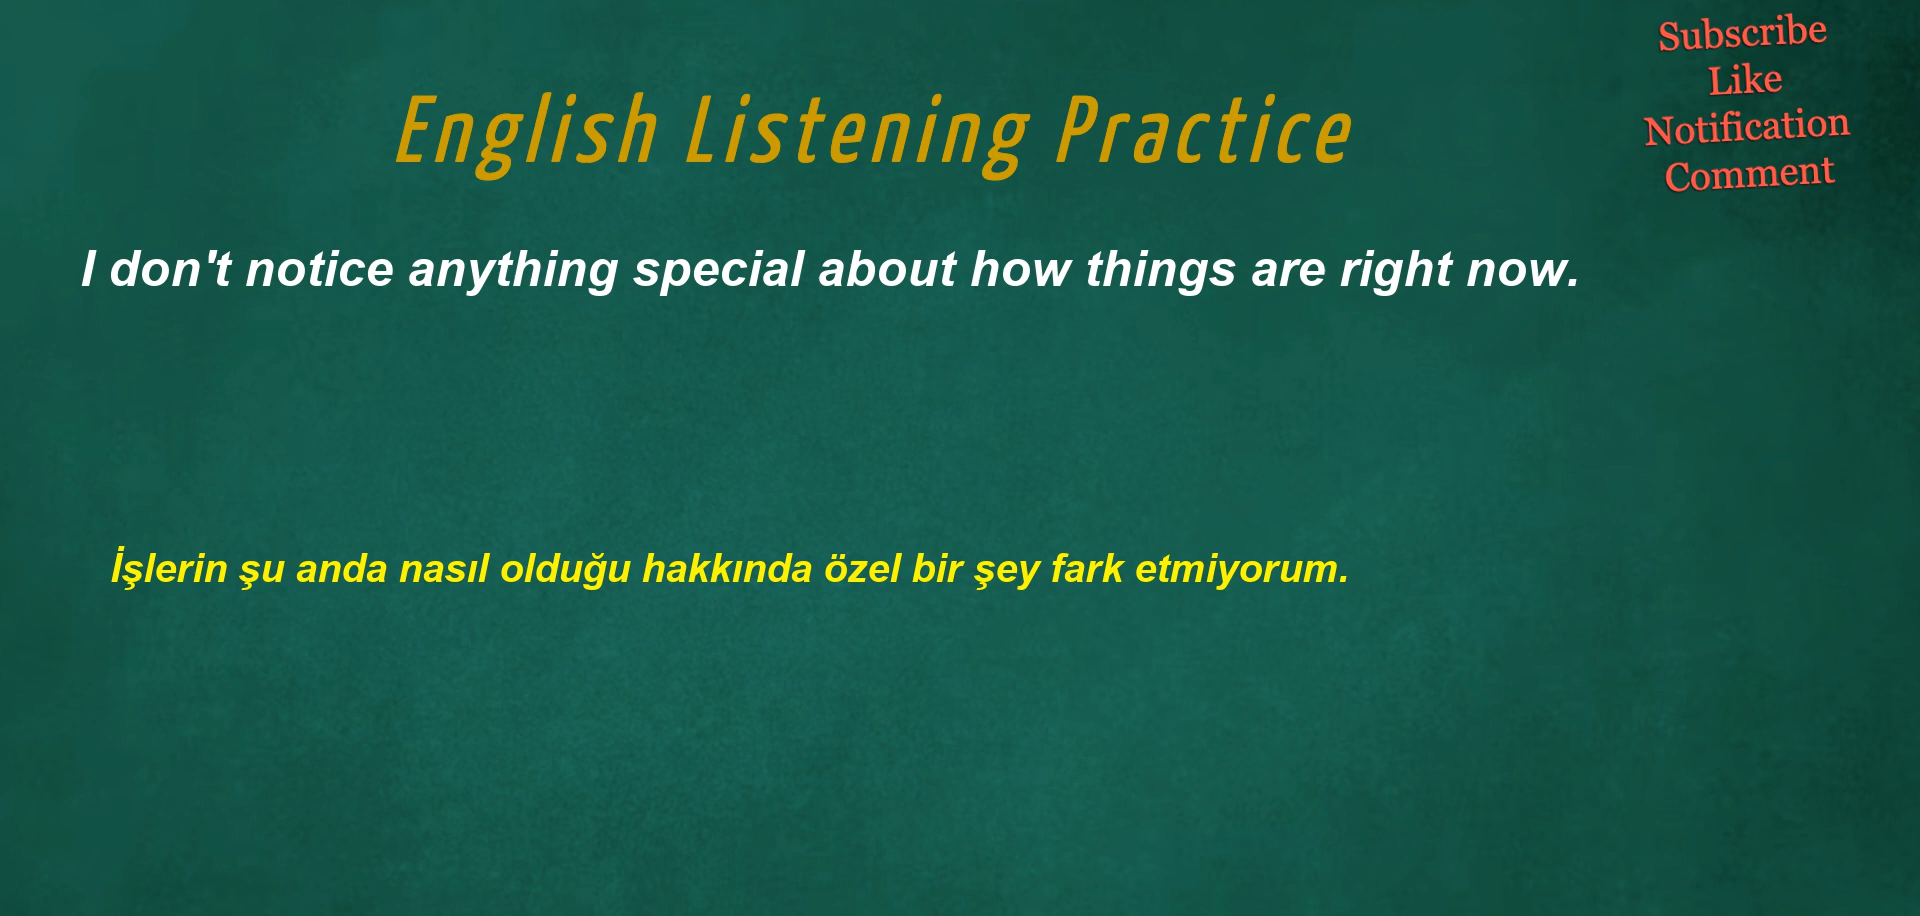 Subscribe
Like
Notification
Comment
English Listening Practice
I don't notice anything special about how things are right now.
İşlerin şu anda nasıl olduğu hakkında özel bir şey fark etmiyorum.